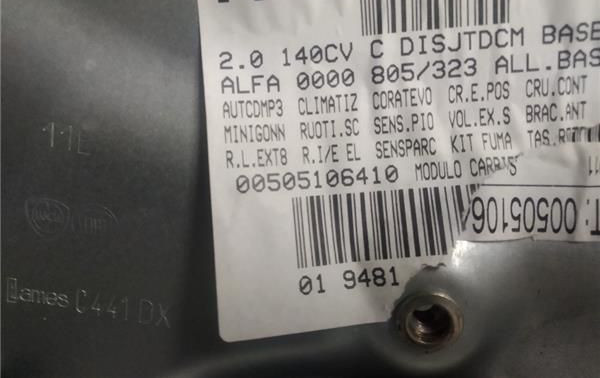 2.0 140CV C DISJTDCM BASE
ALFA 0000 805/323 ALL.BAS
AUTCDMP3 CLIMATIZ CORATEVO CR.E.POS CRU.CONT
MINIGONN RUOTI.SC SENS.PIO VOL.EX.S BRAC.ANT
R.L.EXT8 R.I/E EL SENSPARC KIT FUMA TAS.
00505106410 MODULO
T: 00505106
01 9481
11E
C441 DX